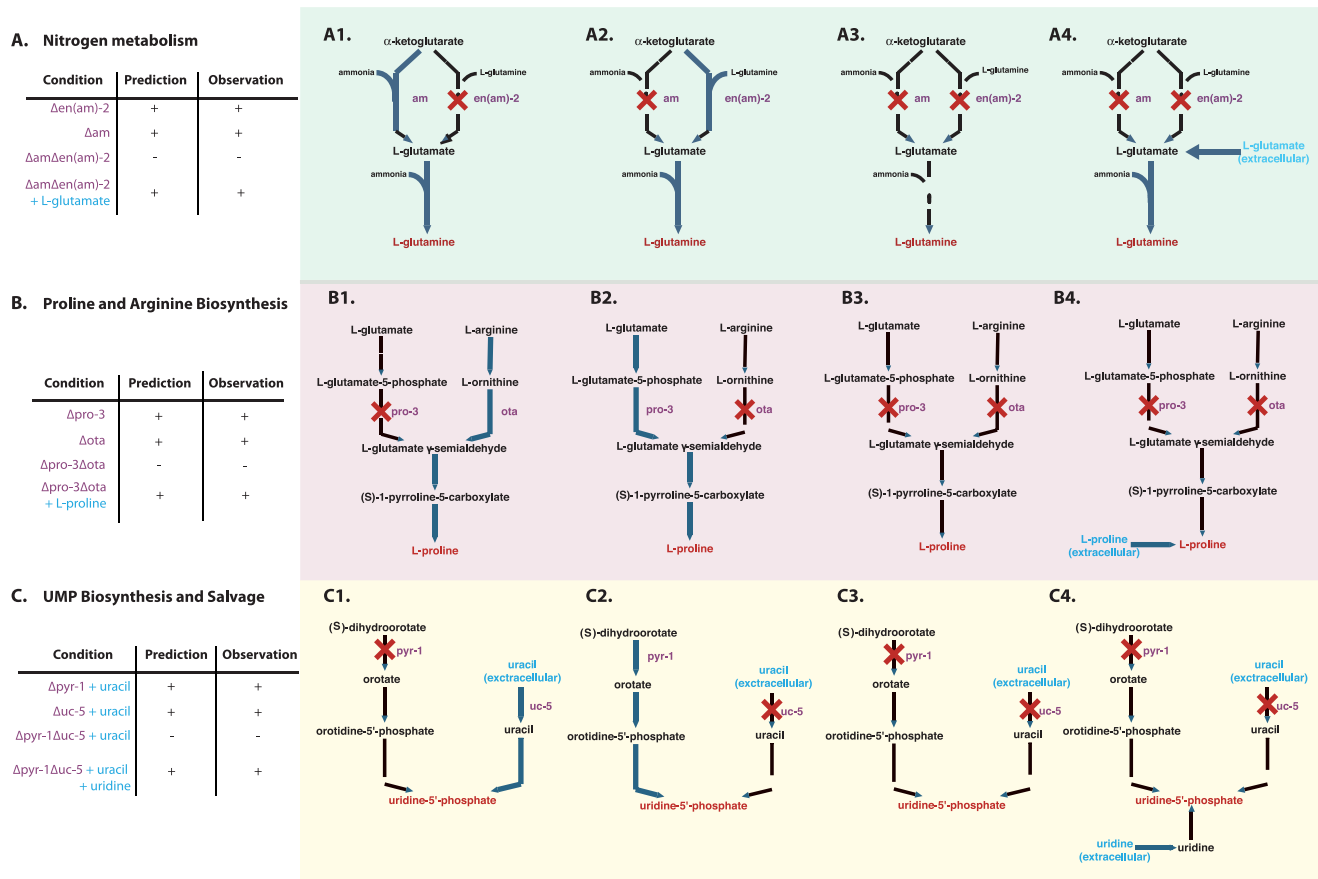 A. Nitrogen metabolism
Condition Prediction Observation
Δen(am)-2 + +
Δam + +
ΔamΔen(am)-2 - -
ΔamΔen(am)-2
+ L-glutamate + +
A1.
α-ketoglutarate
ammonia
L-glutamine
am
en(am)-2
L-glutamate
ammonia
L-glutamine
A2.
α-ketoglutarate
ammonia
L-glutamine
am
en(am)-2
L-glutamate
ammonia
L-glutamine
A3.
α-ketoglutarate
ammonia
L-glutamine
am
en(am)-2
L-glutamate
ammonia
L-glutamine
A4.
α-ketoglutarate
ammonia
L-glutamine
am
en(am)-2
L-glutamate
L-glutamate
(extracellular)
ammonia
L-glutamine
B. Proline and Arginine Biosynthesis
Condition Prediction Observation
Δpro-3 + +
Δota + +
Δpro-3Δota - -
Δpro-3Δota
+ L-proline + +
B1.
L-glutamate
L-arginine
L-glutamate-5-phosphate
L-ornithine
pro-3
ota
L-glutamate γ-semialdehyde
(S)-1-pyrroline-5-carboxylate
L-proline
B2.
L-glutamate
L-arginine
L-glutamate-5-phosphate
L-ornithine
pro-3
ota
L-glutamate γ-semialdehyde
(S)-1-pyrroline-5-carboxylate
L-proline
B3.
L-glutamate
L-arginine
L-glutamate-5-phosphate
L-ornithine
pro-3
ota
L-glutamate γ-semialdehyde
(S)-1-pyrroline-5-carboxylate
L-proline
B4.
L-glutamate
L-arginine
L-glutamate-5-phosphate
L-ornithine
pro-3
ota
L-glutamate γ-semialdehyde
(S)-1-pyrroline-5-carboxylate
L-proline
(extracellular)
L-proline
C. UMP Biosynthesis and Salvage
Condition Prediction Observation
Δpyr-1 + uracil + +
Δuc-5 + uracil + +
Δpyr-1Δuc-5 + uracil - -
Δpyr-1Δuc-5 + uracil
+ uridine + +
C1.
(S)-dihydroorotate
pyr-1
orotate
uracil
(exctracellular)
uc-5
orotidine-5'-phosphate
uracil
uridine-5'-phosphate
C2.
(S)-dihydroorotate
pyr-1
orotate
uracil
(exctracellular)
uc-5
orotidine-5'-phosphate
uracil
uridine-5'-phosphate
C3.
(S)-dihydroorotate
pyr-1
orotate
uracil
(exctracellular)
uc-5
orotidine-5'-phosphate
uracil
uridine-5'-phosphate
C4.
(S)-dihydroorotate
pyr-1
orotate
uracil
(extracellular)
uc-5
orotidine-5'-phosphate
uracil
uridine-5'-phosphate
uridine
(extracellular)
uridine